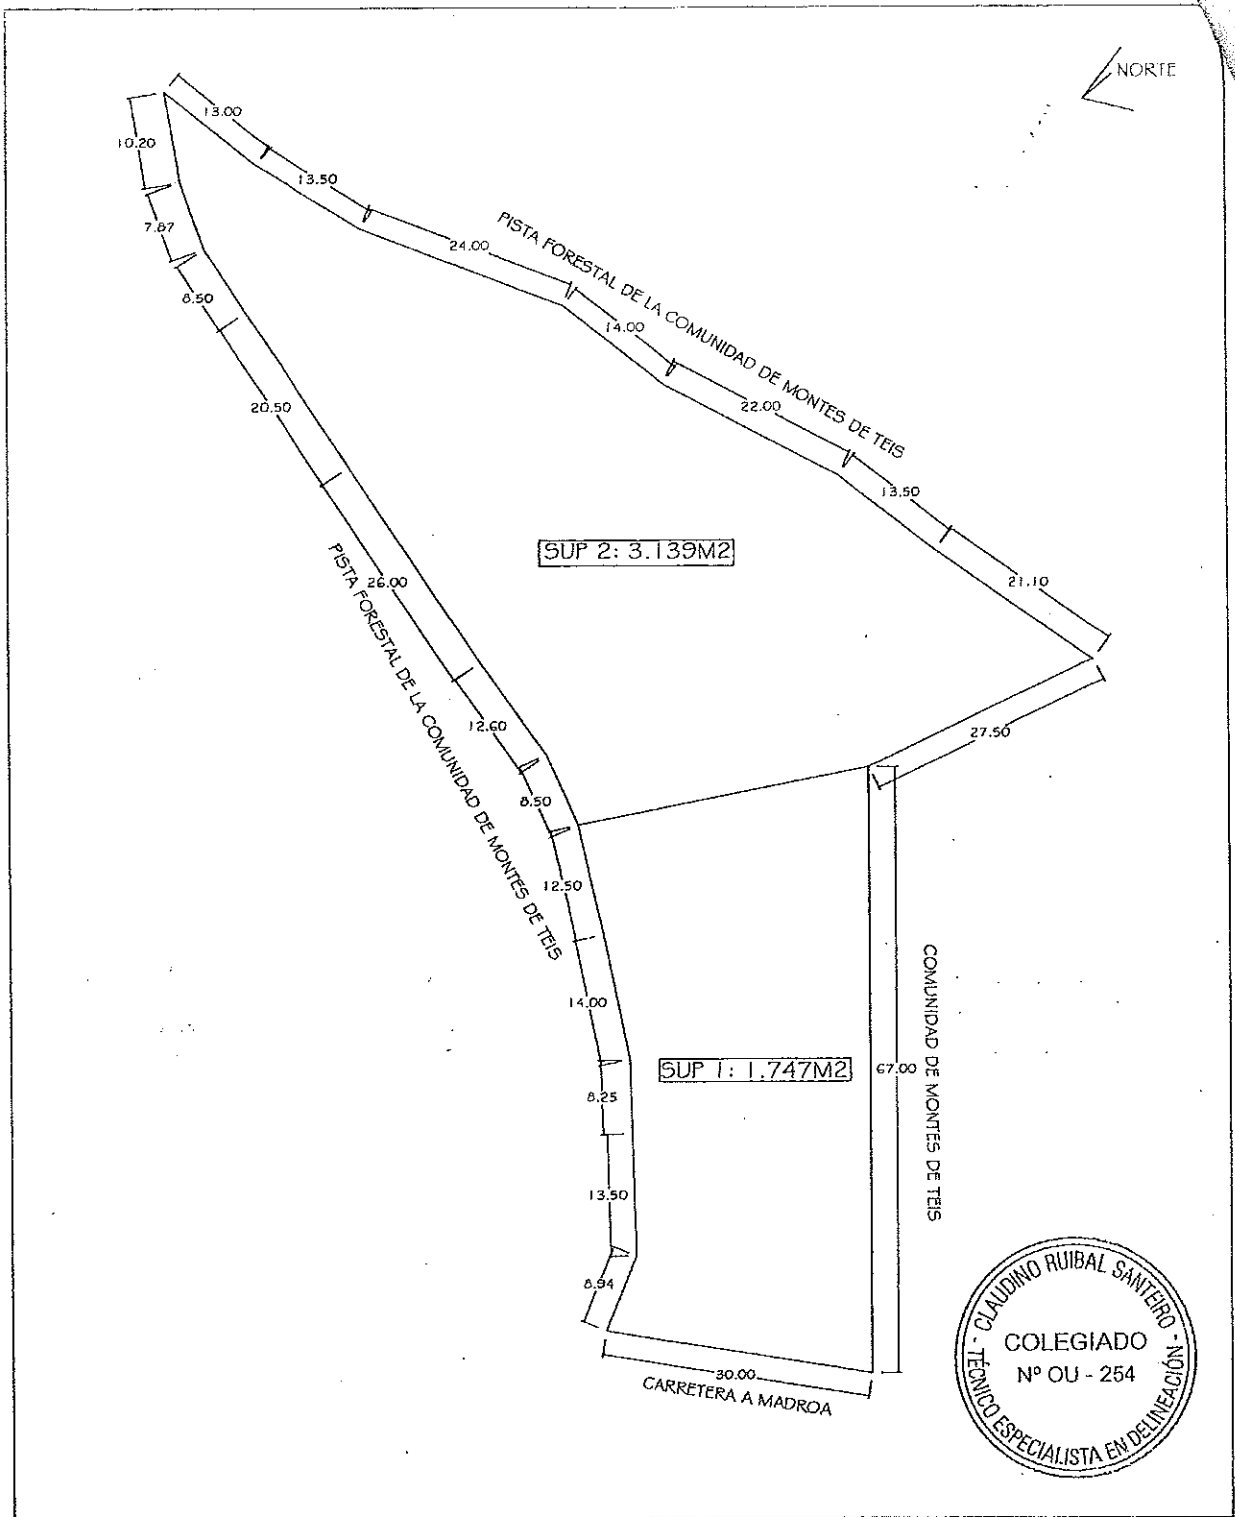 NORTE
13.00
10.20
13.50
7.87
24.00
PISTA FORESTAL DE LA COMUNIDAD DE MONTES DE TEIS
8.50
14.00
20.50
22.00
13.50
SUP 2: 3.139M2
21.10
26.00
PISTA FORESTAL DE LA COMUNIDAD DE MONTES DE TEIS
12.60
27.50
8.50
12.50
14.00
SUP 1: 1.747M2
67.00
COMUNIDAD DE MONTES DE TEIS
8.25
13.50
8.94
30.00
CARRETERA A MADROA
- CLAUDINO RUIBAL SANTEIRO -
COLEGIADO
Nº OU - 254
TÉCNICO ESPECIALISTA EN DELINEACIÓN